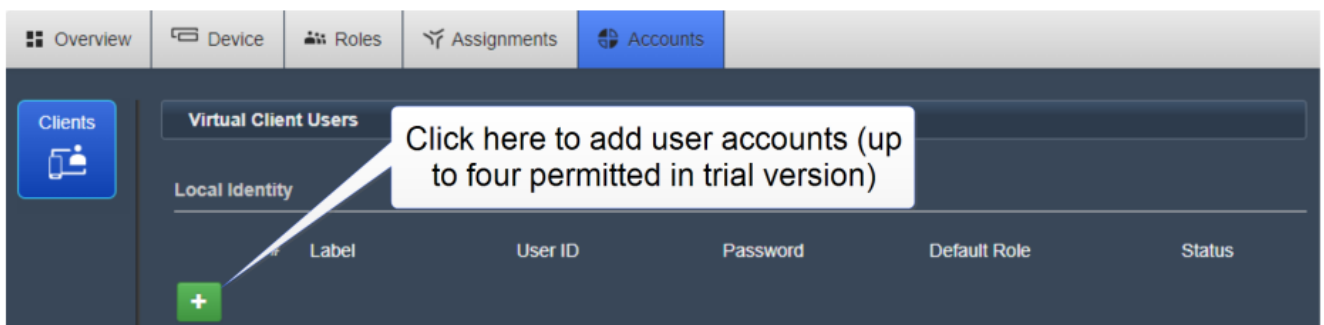 Overview Device Roles Assignments Accounts
Clients
Virtual Client Users
Click here to add user accounts (up
to four permitted in trial version)
Local Identity
Label User ID Password Default Role Status